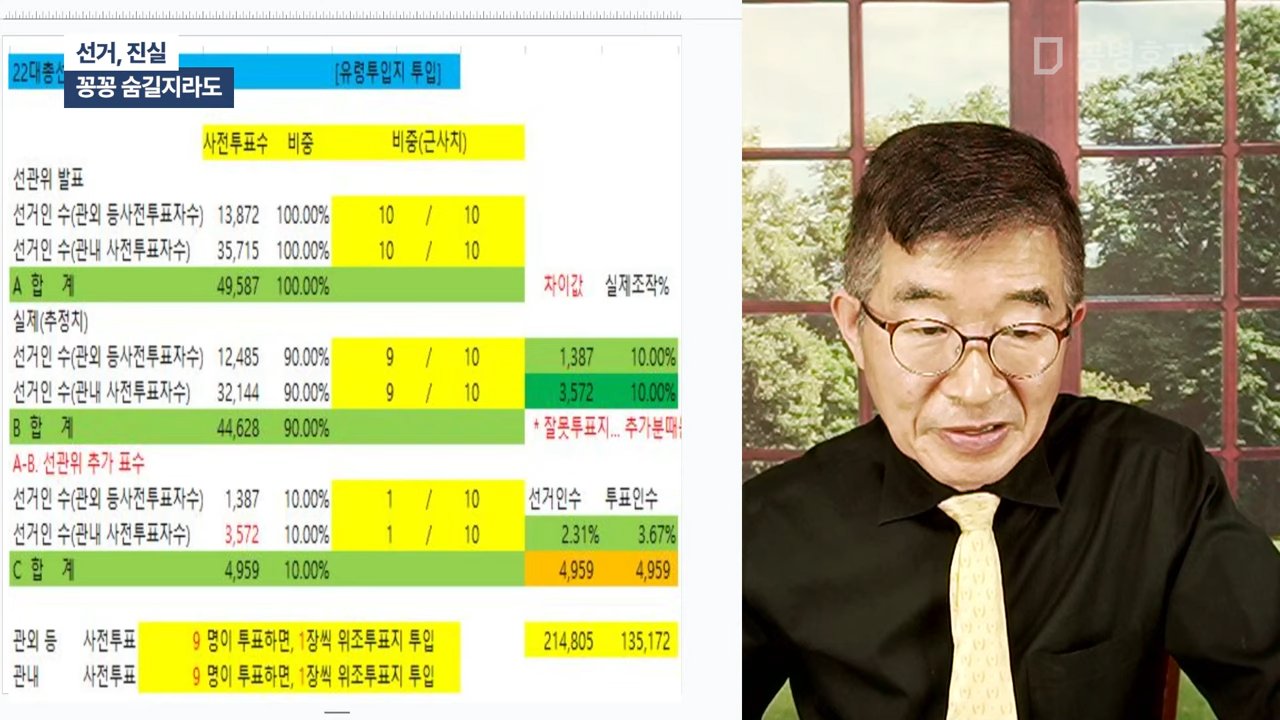 선거, 진실
꽁꽁 숨길지라도
22대총선 [유령투입지 투입]
사전투표수 비중 비중(근사치)
선관위 발표
선거인 수(관외 등사전투표자수) 13,872 100.00% 10 / 10
선거인 수(관내 사전투표자수) 35,715 100.00% 10 / 10
A 합 계 49,587 100.00% 차이값 실제조작%
실제(추정치)
선거인 수(관외 등사전투표자수) 12,485 90.00% 9 / 10 1,387 10.00%
선거인 수(관내 사전투표자수) 32,144 90.00% 9 / 10 3,572 10.00%
B 합 계 44,628 90.00% * 잘못투표지... 추가분때
A-B. 선관위 추가 표수
선거인 수(관외 등사전투표자수) 1,387 10.00% 1 / 10 선거인수 투표인수
선거인 수(관내 사전투표자수) 3,572 10.00% 1 / 10 2.31% 3.67%
C 합 계 4,959 10.00% 4,959 4,959
관외 등 사전투표 9 명이 투표하면, 1장씩 위조투표지 투입 214,805 135,172
관내 사전투표 9 명이 투표하면, 1장씩 위조투표지 투입
공병호TV